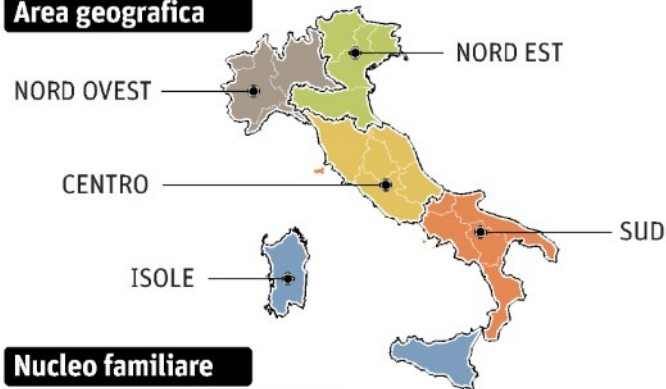 Area geografica
NORD EST
NORD OVEST
CENTRO
SUD
ISOLE
Nucleo familiare